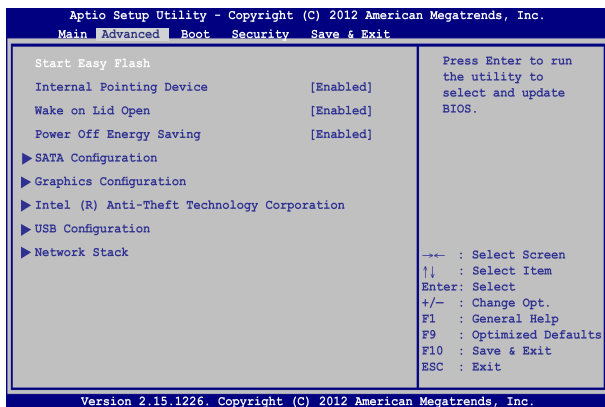 Aptio Setup Utility - Copyright (C) 2012 American Megatrends, Inc.
Main Advanced Boot Security Save & Exit
Start Easy Flash
Internal Pointing Device [Enabled]
Wake on Lid Open [Enabled]
Power Off Energy Saving [Enabled]
SATA Configuration
Graphics Configuration
Intel (R) Anti-Theft Technology Corporation
USB Configuration
Network Stack
Press Enter to run
the utility to
select and update
BIOS.
→← : Select Screen
↑↓ : Select Item
Enter: Select
+/— : Change Opt.
F1 : General Help
F9 : Optimized Defaults
F10 : Save & Exit
ESC : Exit
Version 2.15.1226. Copyright (C) 2012 American Megatrends, Inc.